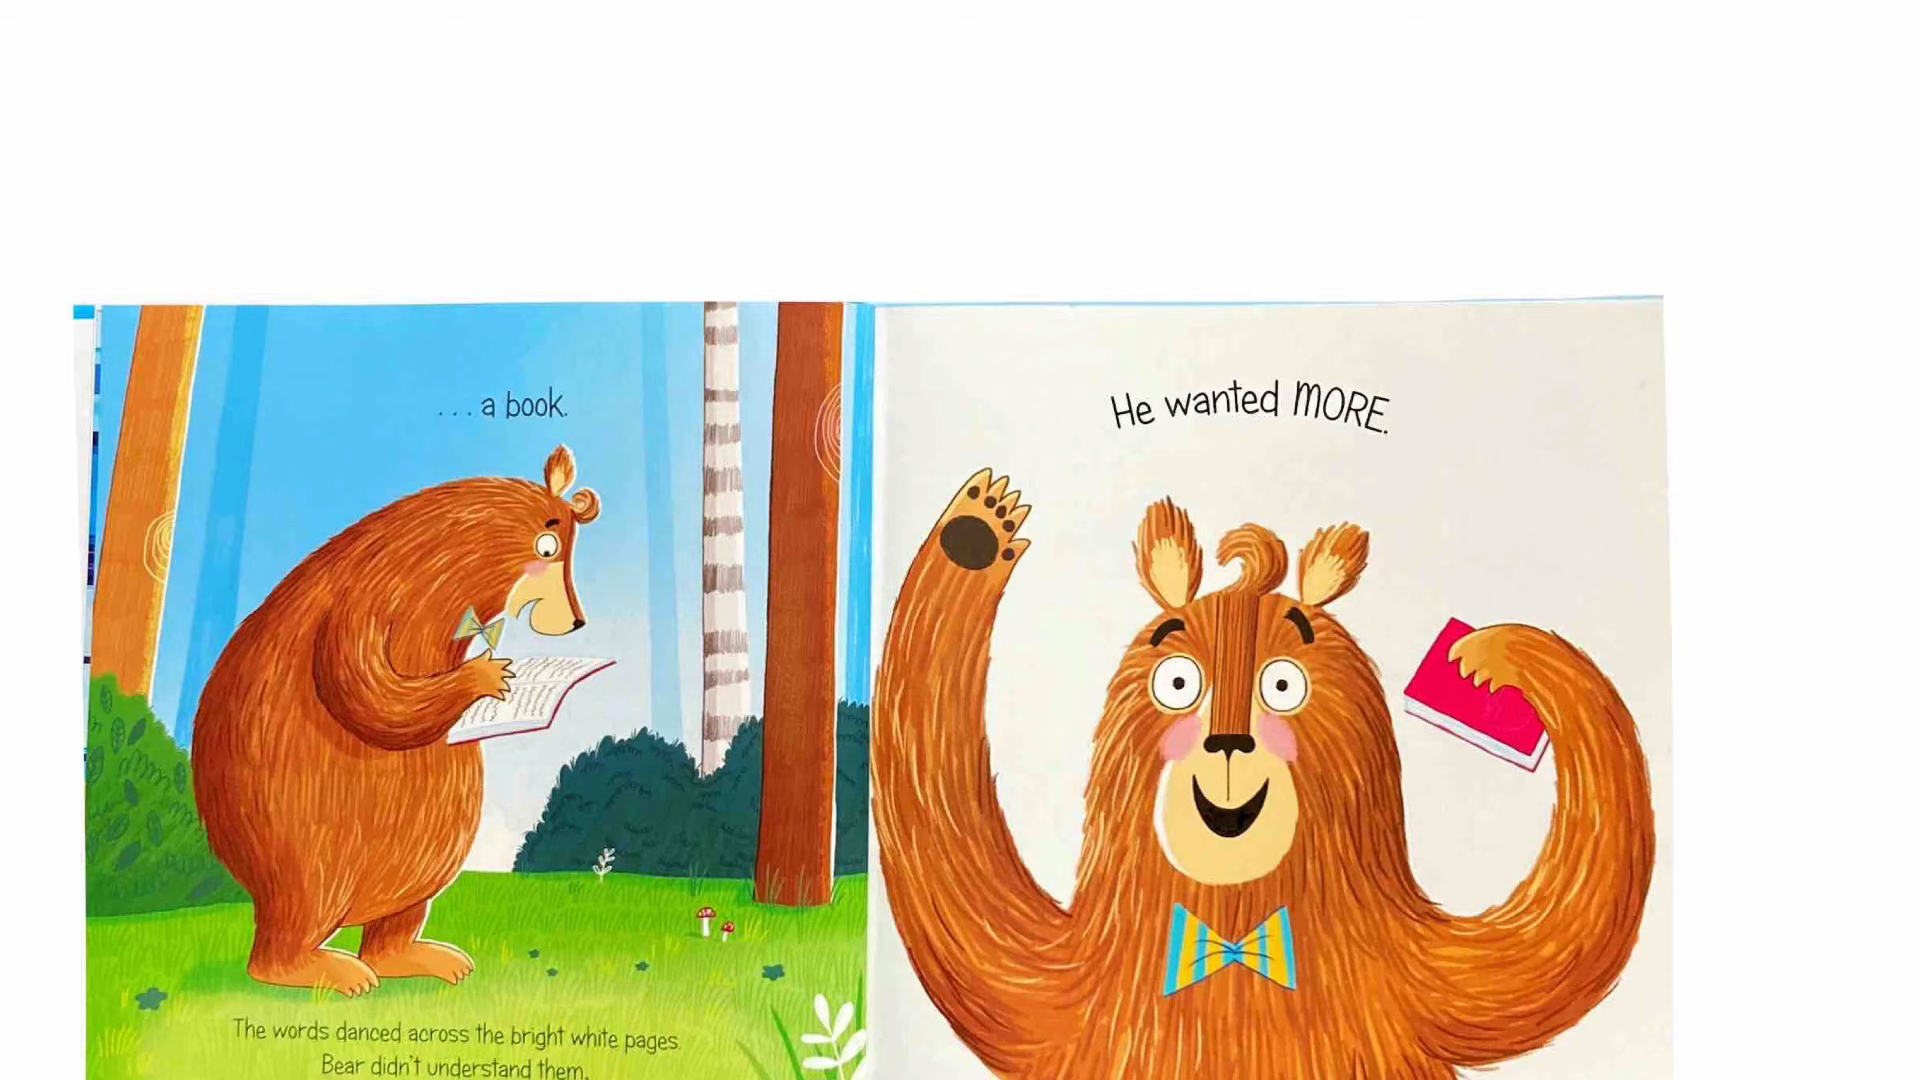 . . . a book.
The words danced across the bright white pages.
Bear didn't understand them.
He wanted MORE.